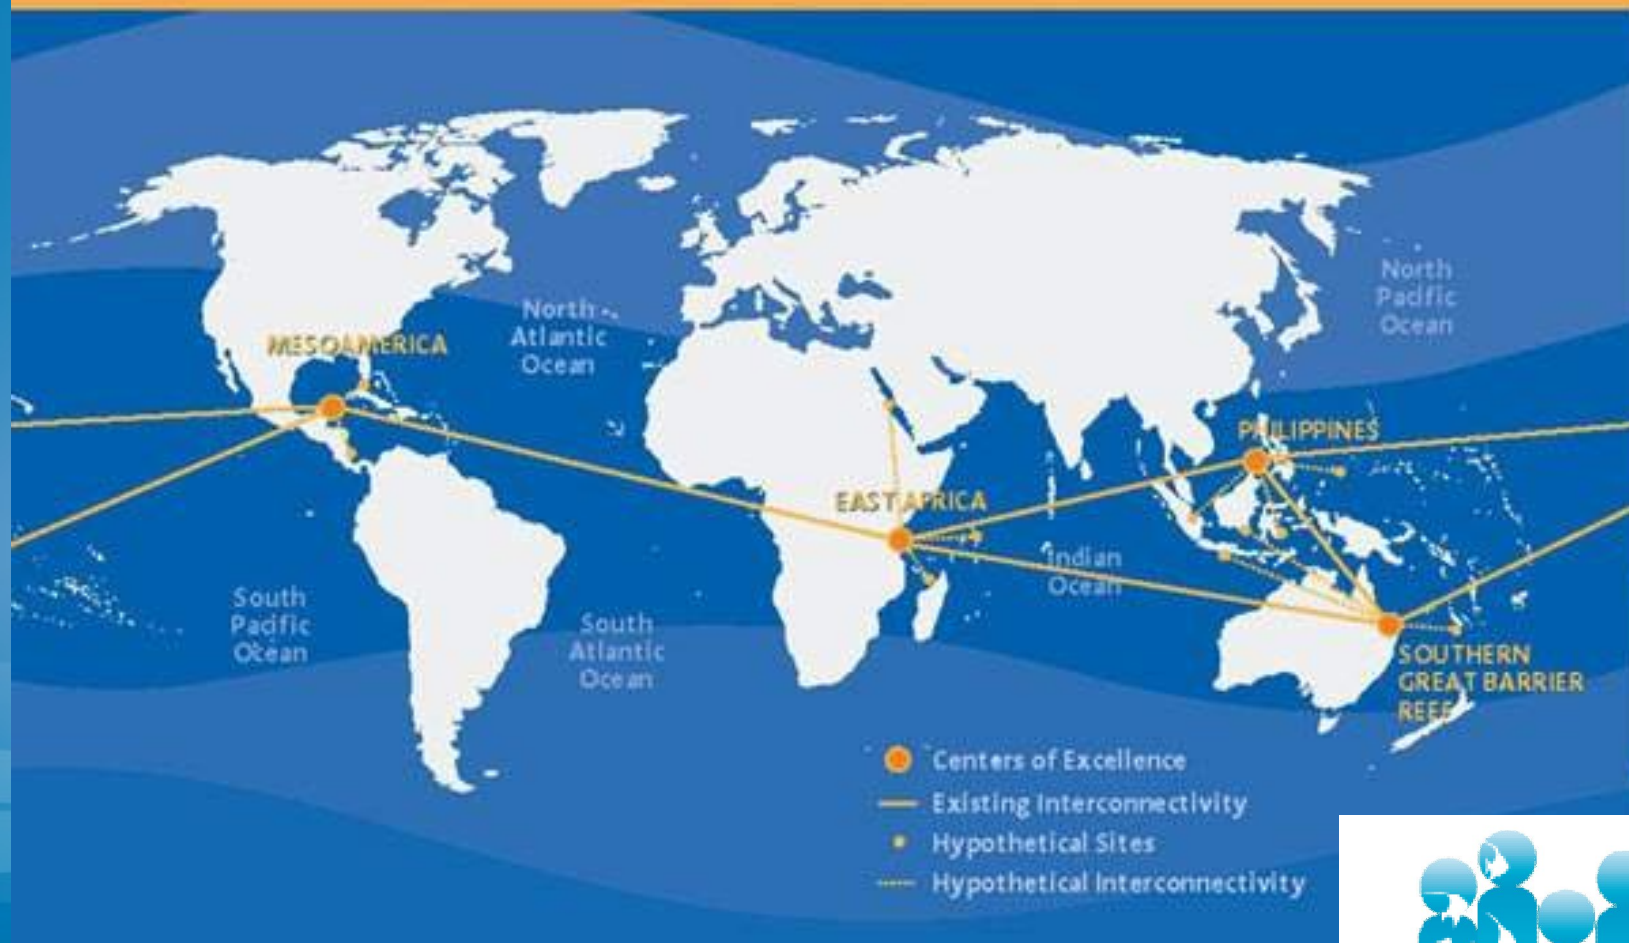 North
Atlantic
Ocean
North
Pacific
Ocean
MESOAMERICA
PHILIPPINES
EAST AFRICA
Indian
Ocean
South
Pacific
Ocean
South
Atlantic
Ocean
SOUTHERN
GREAT BARRIER
REEF
Centers of Excellence
Existing Interconnectivity
Hypothetical Sites
Hypothetical Interconnectivity